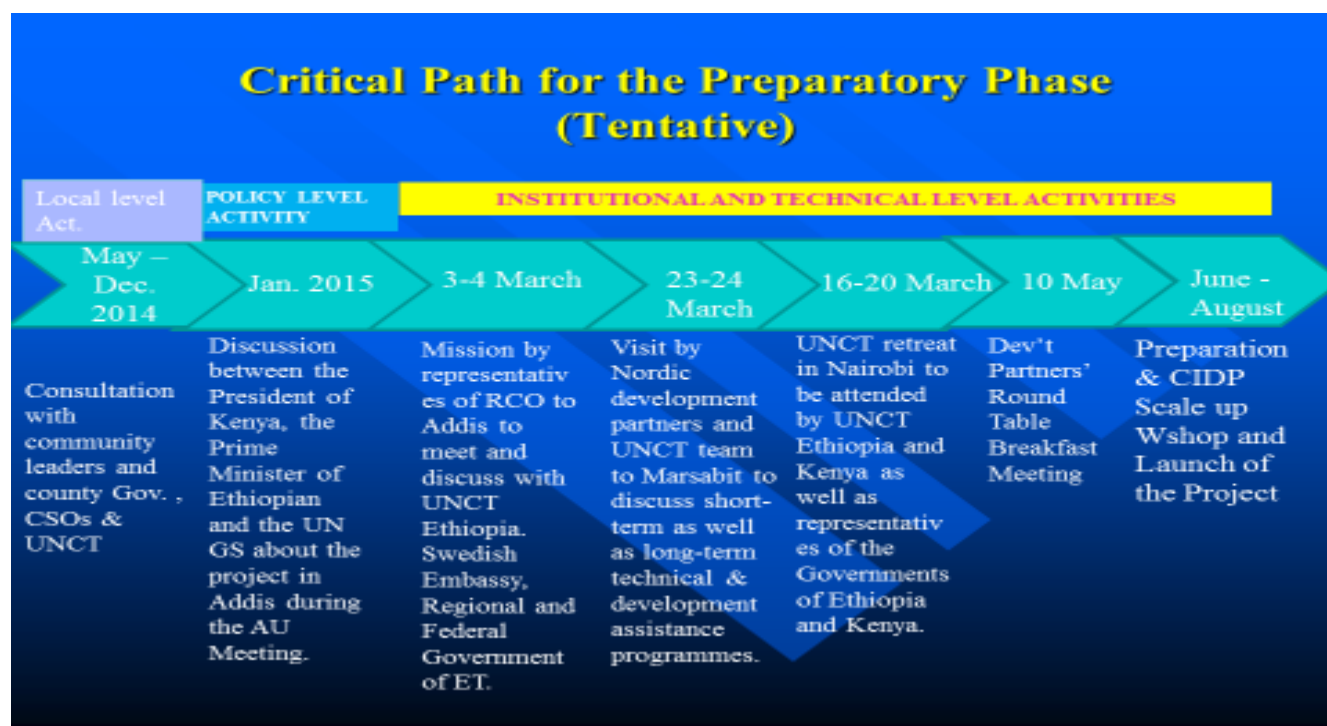 Critical Path for the Preparatory Phase
(Tentative)
Local level
Act.
POLICY LEVEL
ACTIVITY
INSTITUTIONAL AND TECHNICAL LEVEL ACTIVITIES
May –
Dec.
2014
Jan. 2015
3-4 March
23-24
March
16-20 March
10 May
June -
August
Consultation
with
community
leaders and
county Gov. ,
CSOs &
UNCT
Discussion
between the
President of
Kenya, the
Prime
Minister of
Ethiopian
and the UN
GS about the
project in
Addis during
the AU
Meeting.
Mission by
representativ
es of RCO to
Addis to
meet and
discuss with
UNCT
Ethiopia.
Swedish
Embassy,
Regional and
Federal
Government
of ET.
Visit by
Nordic
development
partners and
UNCT team
to Marsabit to
discuss short-
term as well
as long-term
technical &
development
assistance
programmes.
UNCT retreat
in Nairobi to
be attended
by UNCT
Ethiopia and
Kenya as
well as
representativ
es of the
Governments
of Ethiopia
and Kenya.
Dev't
Partners'
Round
Table
Breakfast
Meeting
Preparation
& CIDP
Scale up
Wshop and
Launch of
the Project